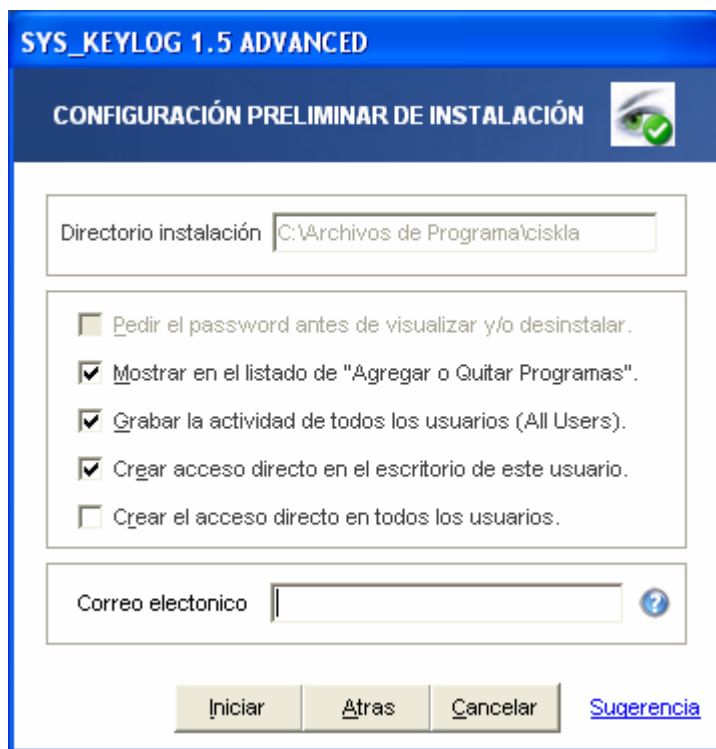 SYS_KEYLOG 1.5 ADVANCED
CONFIGURACIÓN PRELIMINAR DE INSTALACIÓN
Directorio instalación C:\Archivos de Programa\ciskla
Pedir el password antes de visualizar y/o desinstalar.
Mostrar en el listado de "Agregar o Quitar Programas".
Grabar la actividad de todos los usuarios (All Users).
Crear acceso directo en el escritorio de este usuario.
Crear el acceso directo en todos los usuarios.
Correo electonico
Iniciar Atras Cancelar Sugerencia